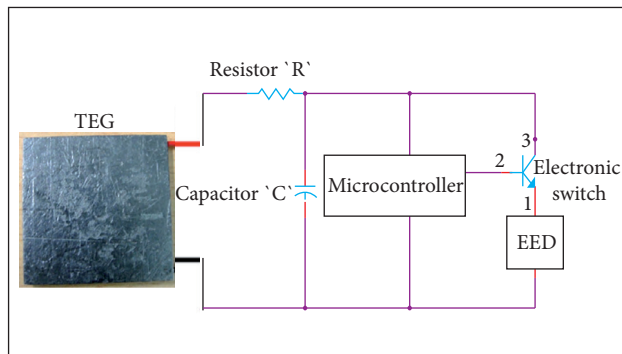 Resistor `R`
TEG
3
2
Electronic
switch
Capacitor `C`
Microcontroller
1
EED